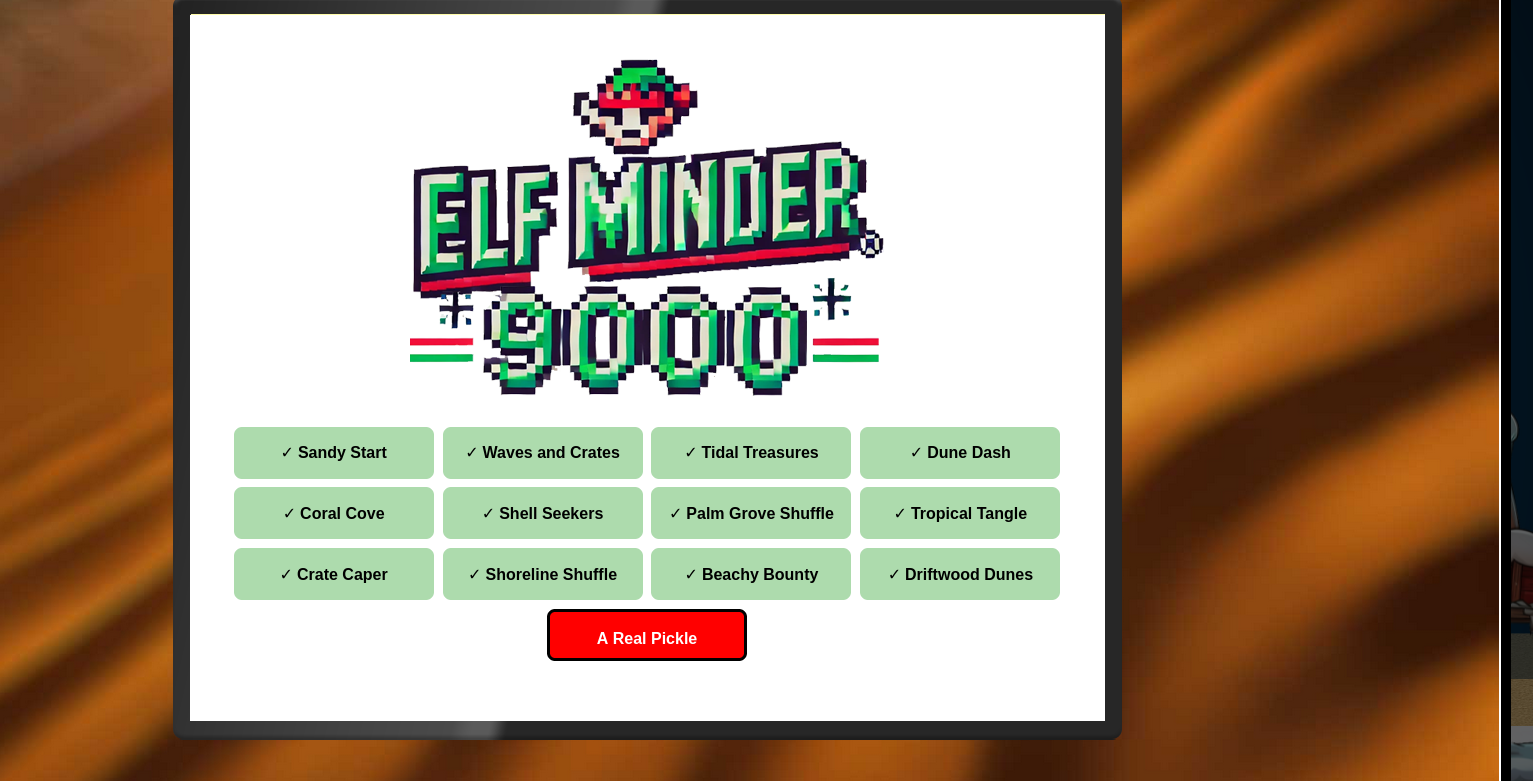 ELF MINDER®
9000
✓ Sandy Start
✓ Waves and Crates
✓ Tidal Treasures
✓ Dune Dash
✓ Coral Cove
✓ Shell Seekers
✓ Palm Grove Shuffle
✓ Tropical Tangle
✓ Crate Caper
✓ Shoreline Shuffle
✓ Beachy Bounty
✓ Driftwood Dunes
A Real Pickle